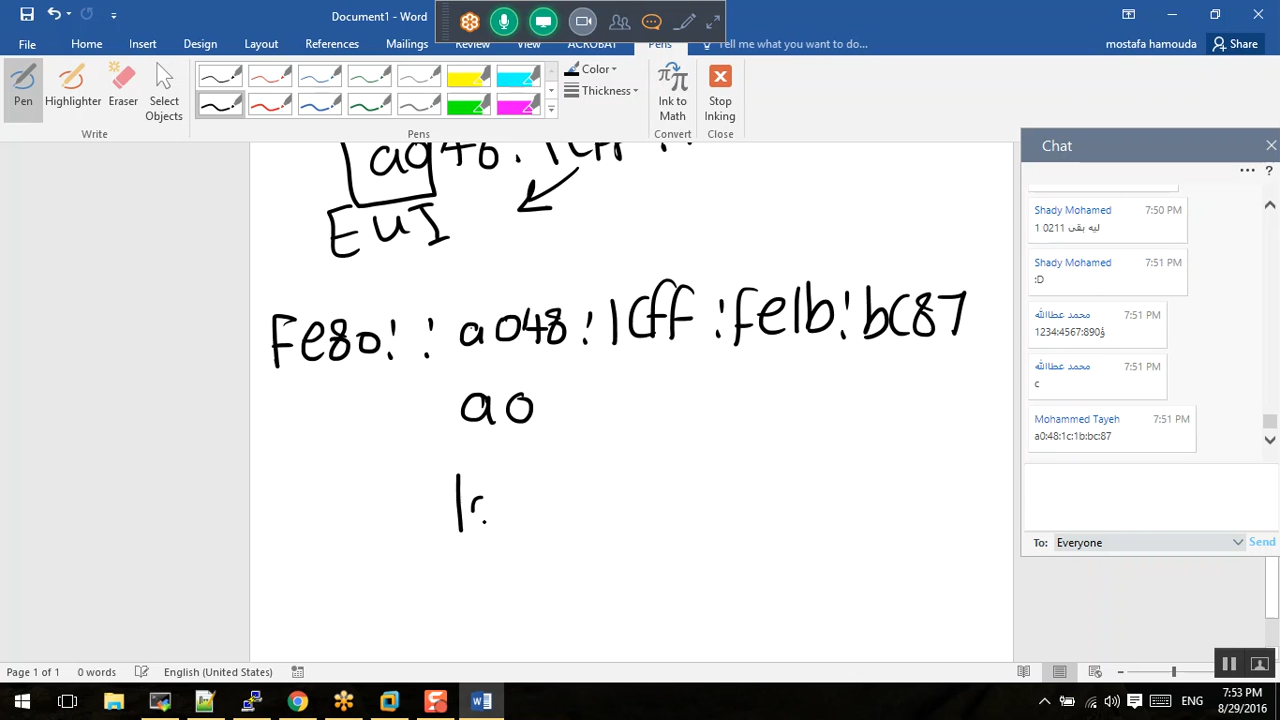 Document1 - Word
File Home Insert Design Layout References Mailings Review View ACROBAT Pens Tell me what you want to do... mostafa hamouda Share
Pen Highlighter Eraser Select Objects
Color
Thickness
Ink to Math
Stop Inking
Write Pens Convert Close
EUI
Fe80:: a048:1cff:fe1b:bc87
a0
Chat
Shady Mohamed 7:50 PM
ليه بقى 0211 1
Shady Mohamed 7:51 PM
:D
محمد عطاالله 7:51 PM
1234:4567:890ؤ
محمد عطاالله 7:51 PM
c
Mohammed Tayeh 7:51 PM
a0:48:1c:1b:bc:87
To: Everyone Send
Page 1 of 1 0 words English (United States)
ENG 7:53 PM
8/29/2016